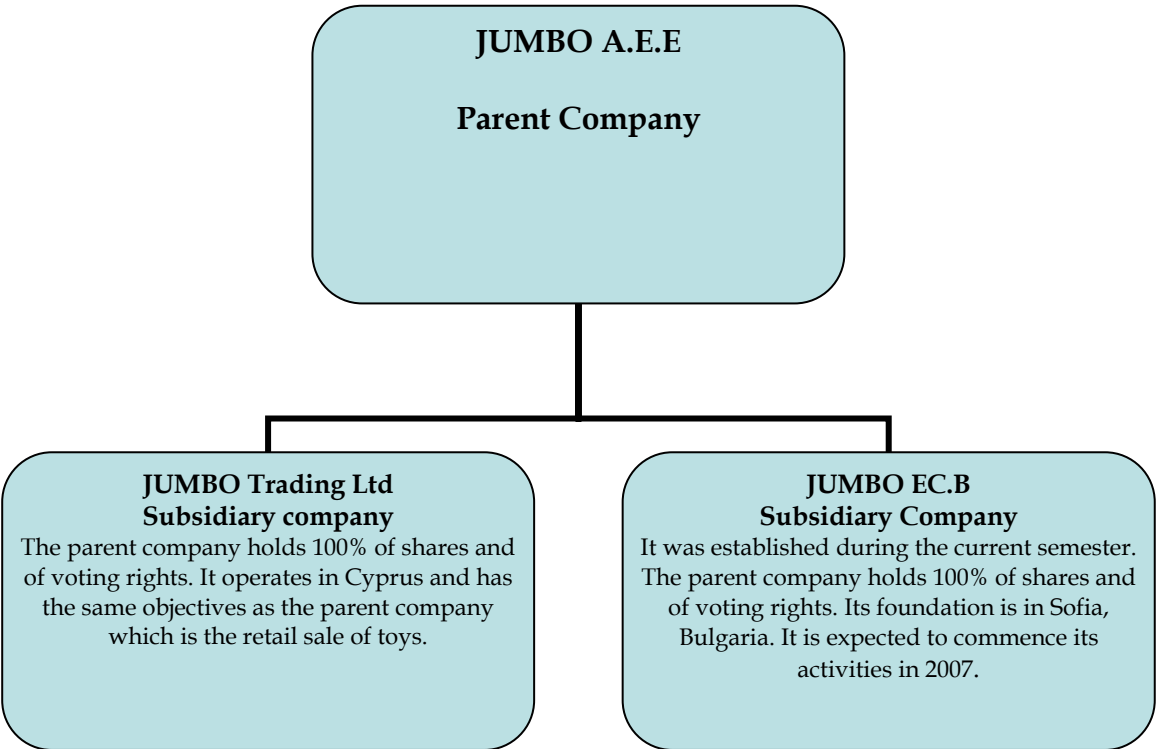 JUMBO A.E.E
Parent Company
JUMBO Trading Ltd
Subsidiary company
The parent company holds 100% of shares and
of voting rights. It operates in Cyprus and has
the same objectives as the parent company
which is the retail sale of toys.
JUMBO EC.B
Subsidiary Company
It was established during the current semester.
The parent company holds 100% of shares and
of voting rights. Its foundation is in Sofia,
Bulgaria. It is expected to commence its
activities in 2007.